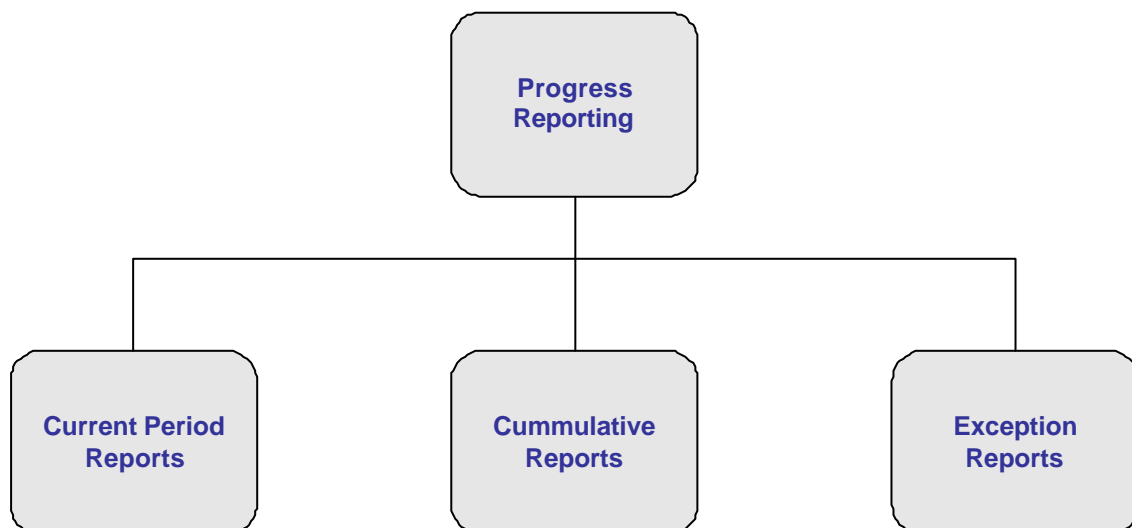 Progress
Reporting
Current Period
Reports
Cummulative
Reports
Exception
Reports